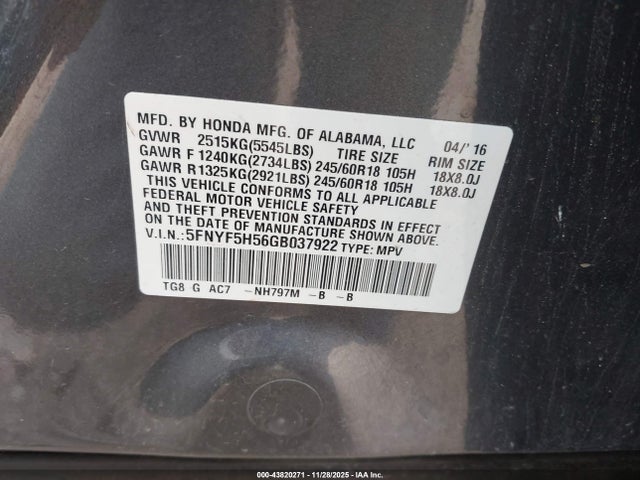 MFD. BY HONDA MFG. OF ALABAMA, LLC 04/'16
GVWR 2515KG(5545LBS) TIRE SIZE RIM SIZE
GAWR F 1240KG(2734LBS) 245/60R18 105H 18X8.0J
GAWR R1325KG(2921LBS) 245/60R18 105H 18X8.0J
THIS VEHICLE CONFORMS TO ALL APPLICABLE
FEDERAL MOTOR VEHICLE SAFETY
AND THEFT PREVENTION STANDARDS IN EFFECT
ON THE DATE OF MANUFACTURE SHOWN ABOVE.
V.I.N.:5FNYF5H56GB037922 TYPE: MPV
TG8 G AC7 -NH797M -B -B
000-43820271 - 11/28/2025 - IAA Inc.